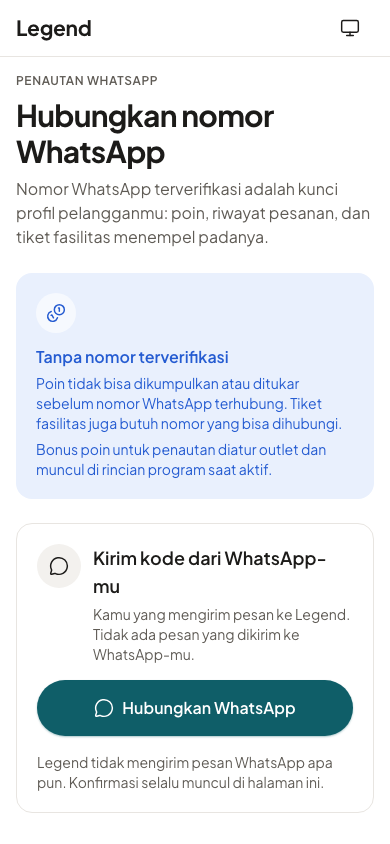 Legend
PENAUTAN WHATSAPP
Hubungkan nomor
WhatsApp
Nomor WhatsApp terverifikasi adalah kunci
profil pelangganmu: poin, riwayat pesanan, dan
tiket fasilitas menempel padanya.
Tanpa nomor terverifikasi
Poin tidak bisa dikumpulkan atau ditukar
sebelum nomor WhatsApp terhubung. Tiket
fasilitas juga butuh nomor yang bisa dihubungi.
Bonus poin untuk penautan diatur outlet dan
muncul di rincian program saat aktif.
Kirim kode dari WhatsApp-
mu
Kamu yang mengirim pesan ke Legend.
Tidak ada pesan yang dikirim ke
WhatsApp-mu.
Hubungkan WhatsApp
Legend tidak mengirim pesan WhatsApp apa
pun. Konfirmasi selalu muncul di halaman ini.